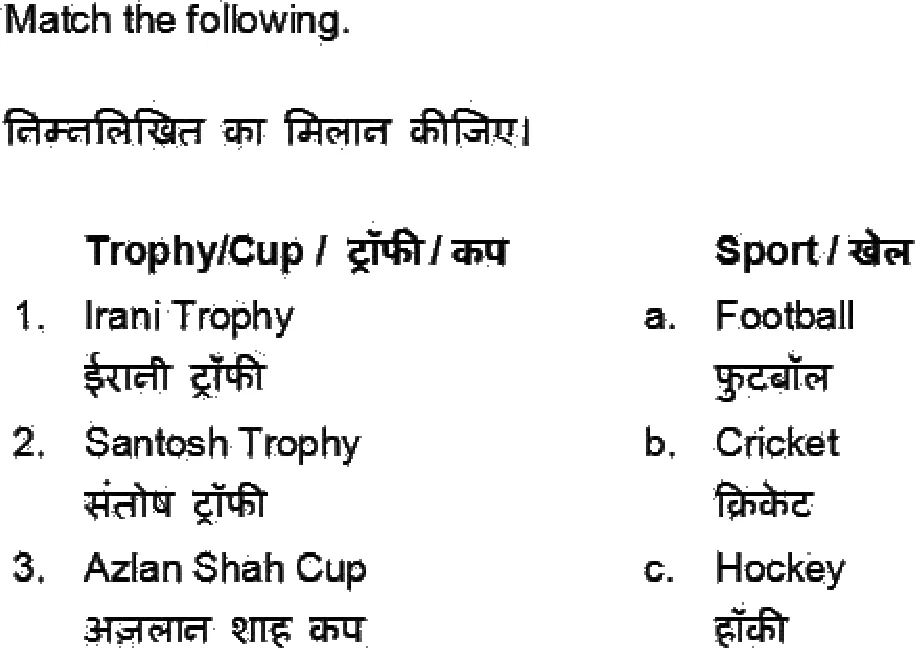 Match the following.
निम्नलिखित का मिलान कीजिए।
Trophy/Cup / ट्रॉफी / कप Sport / खेल
1. Irani Trophy a. Football
ईरानी ट्रॉफी फुटबॉल
2. Santosh Trophy b. Cricket
संतोष ट्रॉफी क्रिकेट
3. Azlan Shah Cup c. Hockey
अज़लान शाह कप हॉकी